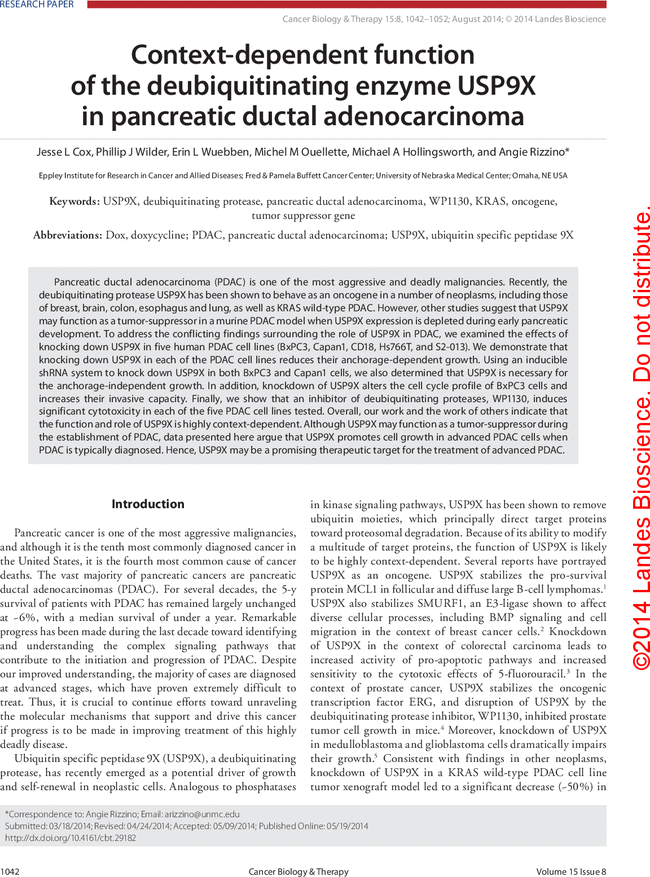 RESEARCH PAPER
Cancer Biology & Therapy 15:8, 1042–1052; August 2014; © 2014 Landes Bioscience
Context-dependent function
of the deubiquitinating enzyme USP9X
in pancreatic ductal adenocarcinoma
Jesse L Cox, Phillip J Wilder, Erin L Wuebben, Michel M Ouellette, Michael A Hollingsworth, and Angie Rizzino*
Eppley Institute for Research in Cancer and Allied Diseases; Fred & Pamela Buffett Cancer Center; University of Nebraska Medical Center; Omaha, NE USA
Keywords: USP9X, deubiquitinating protease, pancreatic ductal adenocarcinoma, WP1130, KRAS, oncogene,
tumor suppressor gene
Abbreviations: Dox, doxycycline; PDAC, pancreatic ductal adenocarcinoma; USP9X, ubiquitin specific peptidase 9X
Pancreatic ductal adenocarcinoma (PDAC) is one of the most aggressive and deadly malignancies. Recently, the
deubiquitinating protease USP9X has been shown to behave as an oncogene in a number of neoplasms, including those
of breast, brain, colon, esophagus and lung, as well as KRAS wild-type PDAC. However, other studies suggest that USP9X
may function as a tumor-suppressor in a murine PDAC model when USP9X expression is depleted during early pancreatic
development. To address the conflicting findings surrounding the role of USP9X in PDAC, we examined the effects of
knocking down USP9X in five human PDAC cell lines (BxPC3, Capan1, CD18, Hs766T, and S2-013). We demonstrate that
knocking down USP9X in each of the PDAC cell lines reduces their anchorage-dependent growth. Using an inducible
shRNA system to knock down USP9X in both BxPC3 and Capan1 cells, we also determined that USP9X is necessary for
the anchorage-independent growth. In addition, knockdown of USP9X alters the cell cycle profile of BxPC3 cells and
increases their invasive capacity. Finally, we show that an inhibitor of deubiquitinating proteases, WP1130, induces
significant cytotoxicity in each of the five PDAC cell lines tested. Overall, our work and the work of others indicate that
the function and role of USP9X is highly context-dependent. Although USP9X may function as a tumor-suppressor during
the establishment of PDAC, data presented here argue that USP9X promotes cell growth in advanced PDAC cells when
PDAC is typically diagnosed. Hence, USP9X may be a promising therapeutic target for the treatment of advanced PDAC.
Introduction
Pancreatic cancer is one of the most aggressive malignancies,
and although it is the tenth most commonly diagnosed cancer in
the United States, it is the fourth most common cause of cancer
deaths. The vast majority of pancreatic cancers are pancreatic
ductal adenocarcinomas (PDAC). For several decades, the 5-y
survival of patients with PDAC has remained largely unchanged
at ~6%, with a median survival of under a year. Remarkable
progress has been made during the last decade toward identifying
and understanding the complex signaling pathways that
contribute to the initiation and progression of PDAC. Despite
our improved understanding, the majority of cases are diagnosed
at advanced stages, which have proven extremely difficult to
treat. Thus, it is crucial to continue efforts toward unraveling
the molecular mechanisms that support and drive this cancer
if progress is to be made in improving treatment of this highly
deadly disease.
Ubiquitin specific peptidase 9X (USP9X), a deubiquitinating
protease, has recently emerged as a potential driver of growth
and self-renewal in neoplastic cells. Analogous to phosphatases
in kinase signaling pathways, USP9X has been shown to remove
ubiquitin moieties, which principally direct target proteins
toward proteosomal degradation. Because of its ability to modify
a multitude of target proteins, the function of USP9X is likely
to be highly context-dependent. Several reports have portrayed
USP9X as an oncogene. USP9X stabilizes the pro-survival
protein MCL1 in follicular and diffuse large B-cell lymphomas.1
USP9X also stabilizes SMURF1, an E3-ligase shown to affect
diverse cellular processes, including BMP signaling and cell
migration in the context of breast cancer cells.2 Knockdown
of USP9X in the context of colorectal carcinoma leads to
increased activity of pro-apoptotic pathways and increased
sensitivity to the cytotoxic effects of 5-fluorouracil.3 In the
context of prostate cancer, USP9X stabilizes the oncogenic
transcription factor ERG, and disruption of USP9X by the
deubiquitinating protease inhibitor, WP1130, inhibited prostate
tumor cell growth in mice.4 Moreover, knockdown of USP9X
in medulloblastoma and glioblastoma cells dramatically impairs
their growth.5 Consistent with findings in other neoplasms,
knockdown of USP9X in a KRAS wild-type PDAC cell line
tumor xenograft model led to a significant decrease (~50%) in
*Correspondence to: Angie Rizzino; Email: arizzino@unmc.edu
Submitted: 03/18/2014; Revised: 04/24/2014; Accepted: 05/09/2014; Published Online: 05/19/2014
http://dx.doi.org/10.4161/cbt.29182
1042
Cancer Biology & Therapy
Volume 15 Issue 8
©2014 Landes Bioscience. Do not distribute.